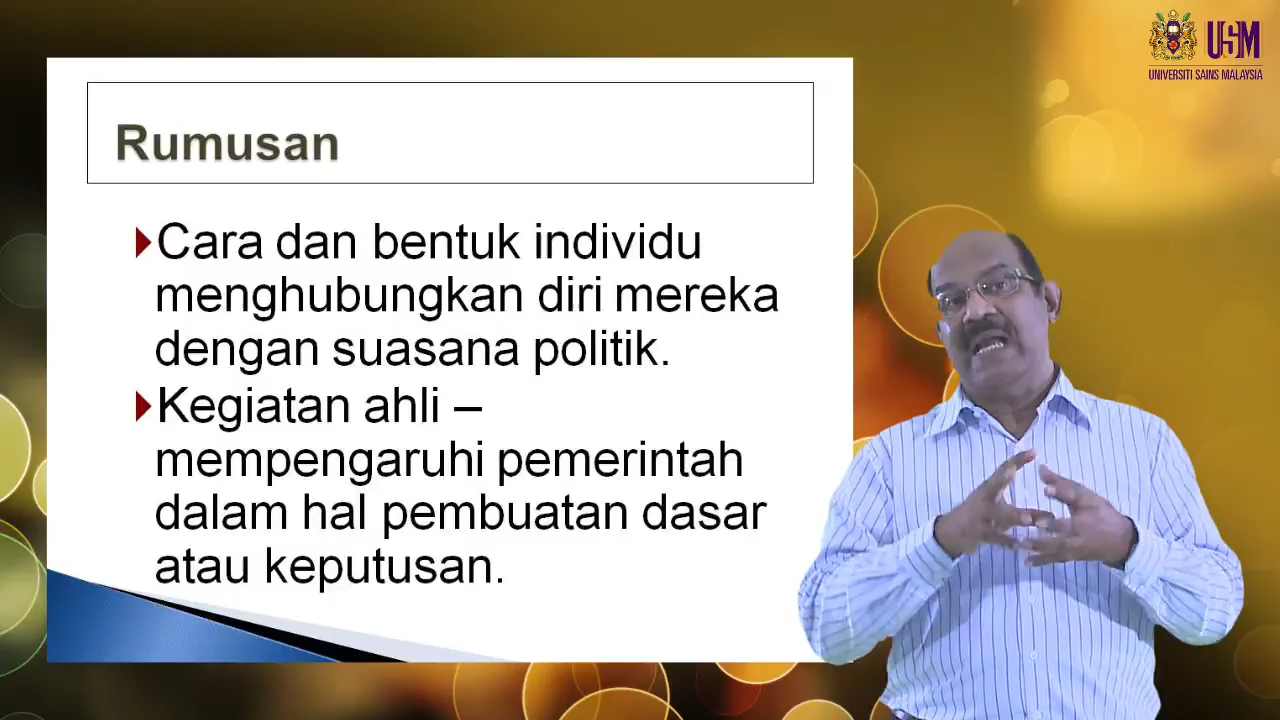 USM
UNIVERSITI SAINS MALAYSIA
Rumusan
Cara dan bentuk individu
menghubungkan diri mereka
dengan suasana politik.
Kegiatan ahli –
mempengaruhi pemerintah
dalam hal pembuatan dasar
atau keputusan.